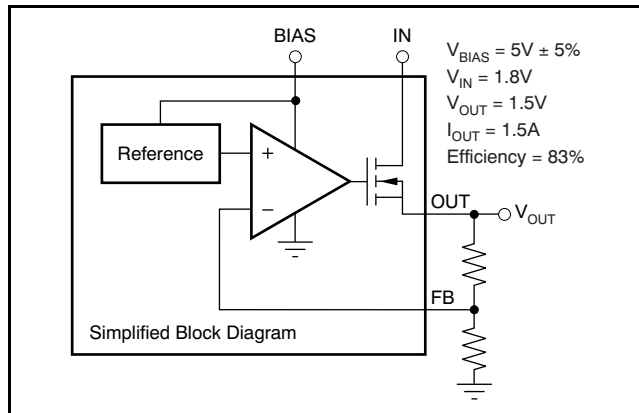 BIAS
IN
V_BIAS = 5V ± 5%
V_IN = 1.8V
V_OUT = 1.5V
I_OUT = 1.5A
Efficiency = 83%
Reference
+
−
OUT
V_OUT
FB
Simplified Block Diagram